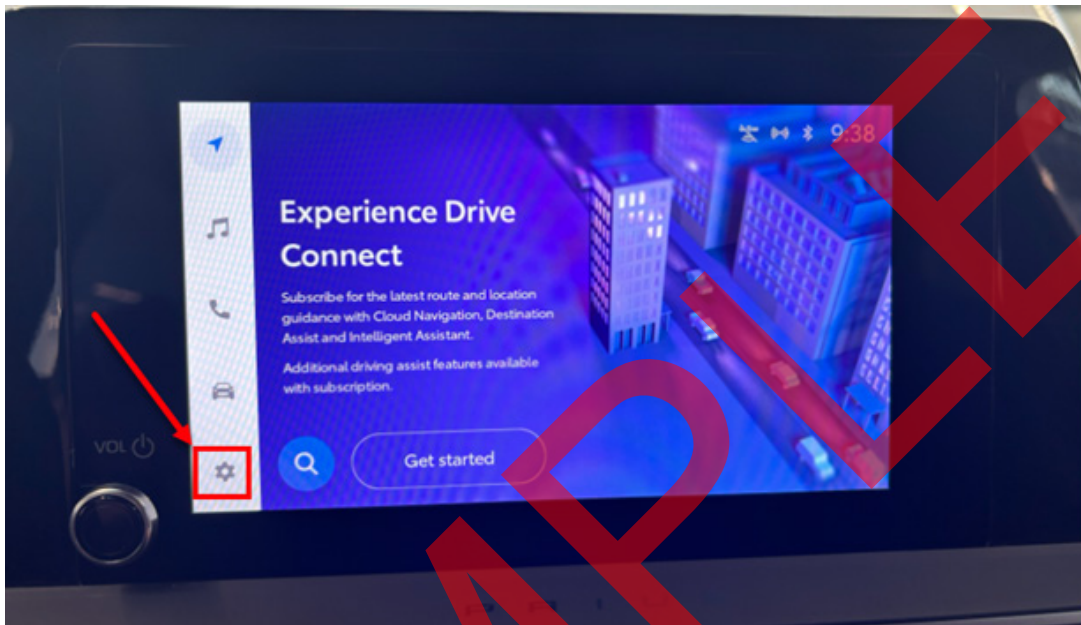 9:38
Experience Drive
Connect
Subscribe for the latest route and location
guidance with Cloud Navigation, Destination
Assist and Intelligent Assistant.
Additional driving assist features available
with subscription.
VOL
Get started
MPLE